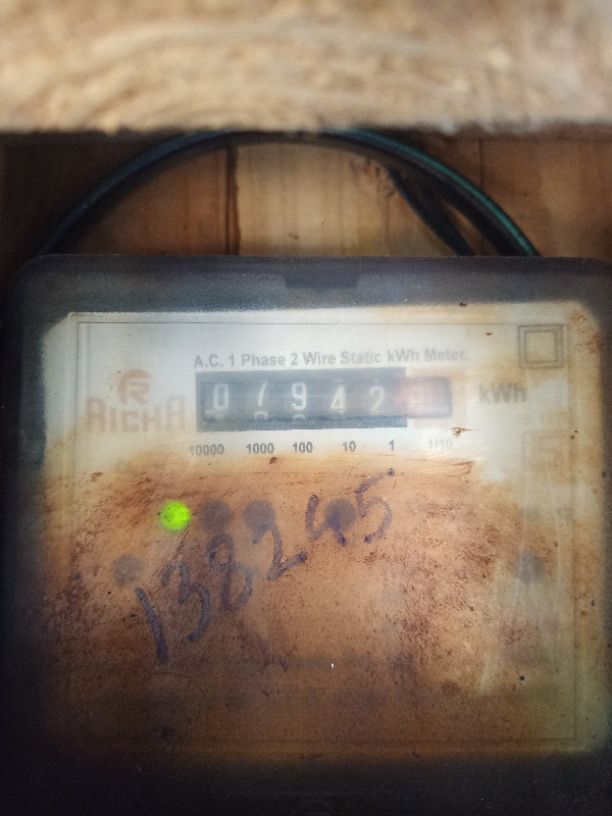 A.C. 1 Phase 2 Wire Static kWh Meter.
RICHA
0 7 9 4 2
kWh
10000 1000 100 10 1 1/10
138245